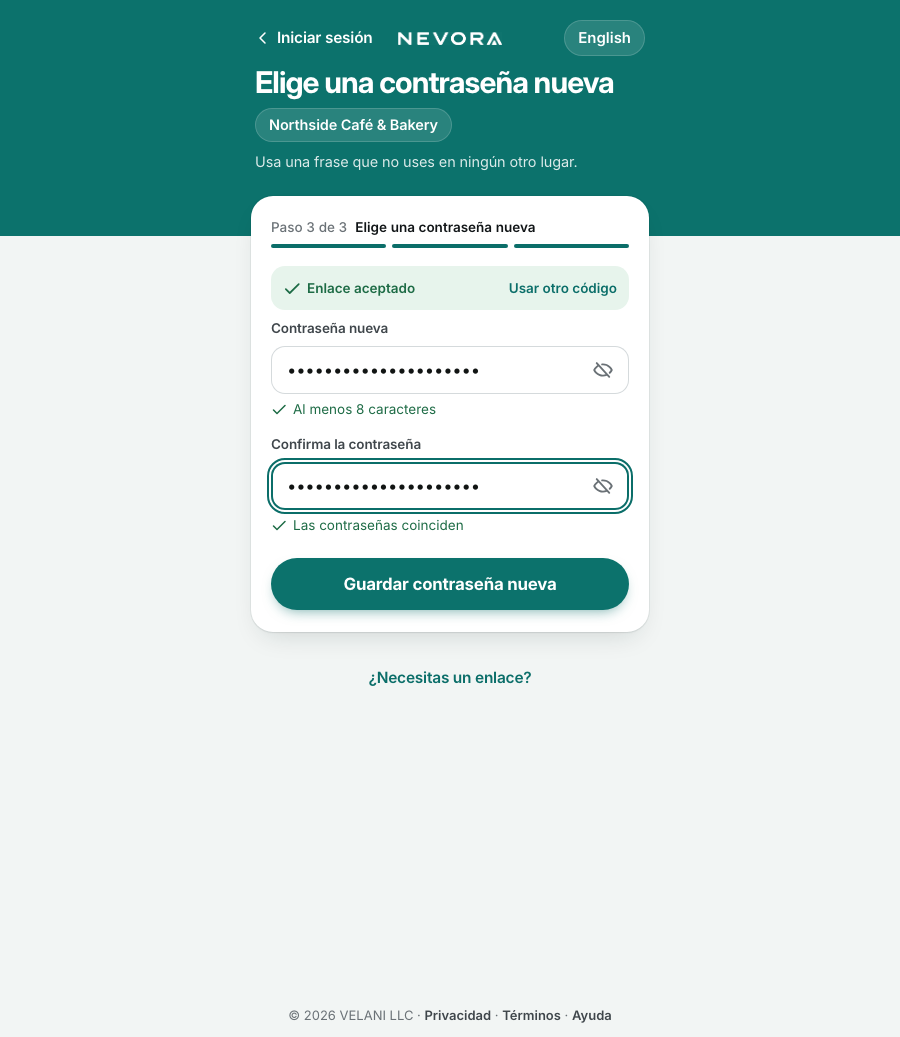 Iniciar sesión
NEVORA
English
Elige una contraseña nueva
Northside Café & Bakery
Usa una frase que no uses en ningún otro lugar.
Paso 3 de 3 Elige una contraseña nueva
Enlace aceptado
Usar otro código
Contraseña nueva
•••••••••••••••••••••
Al menos 8 caracteres
Confirma la contraseña
•••••••••••••••••••••
Las contraseñas coinciden
Guardar contraseña nueva
¿Necesitas un enlace?
© 2026 VELANI LLC · Privacidad · Términos · Ayuda